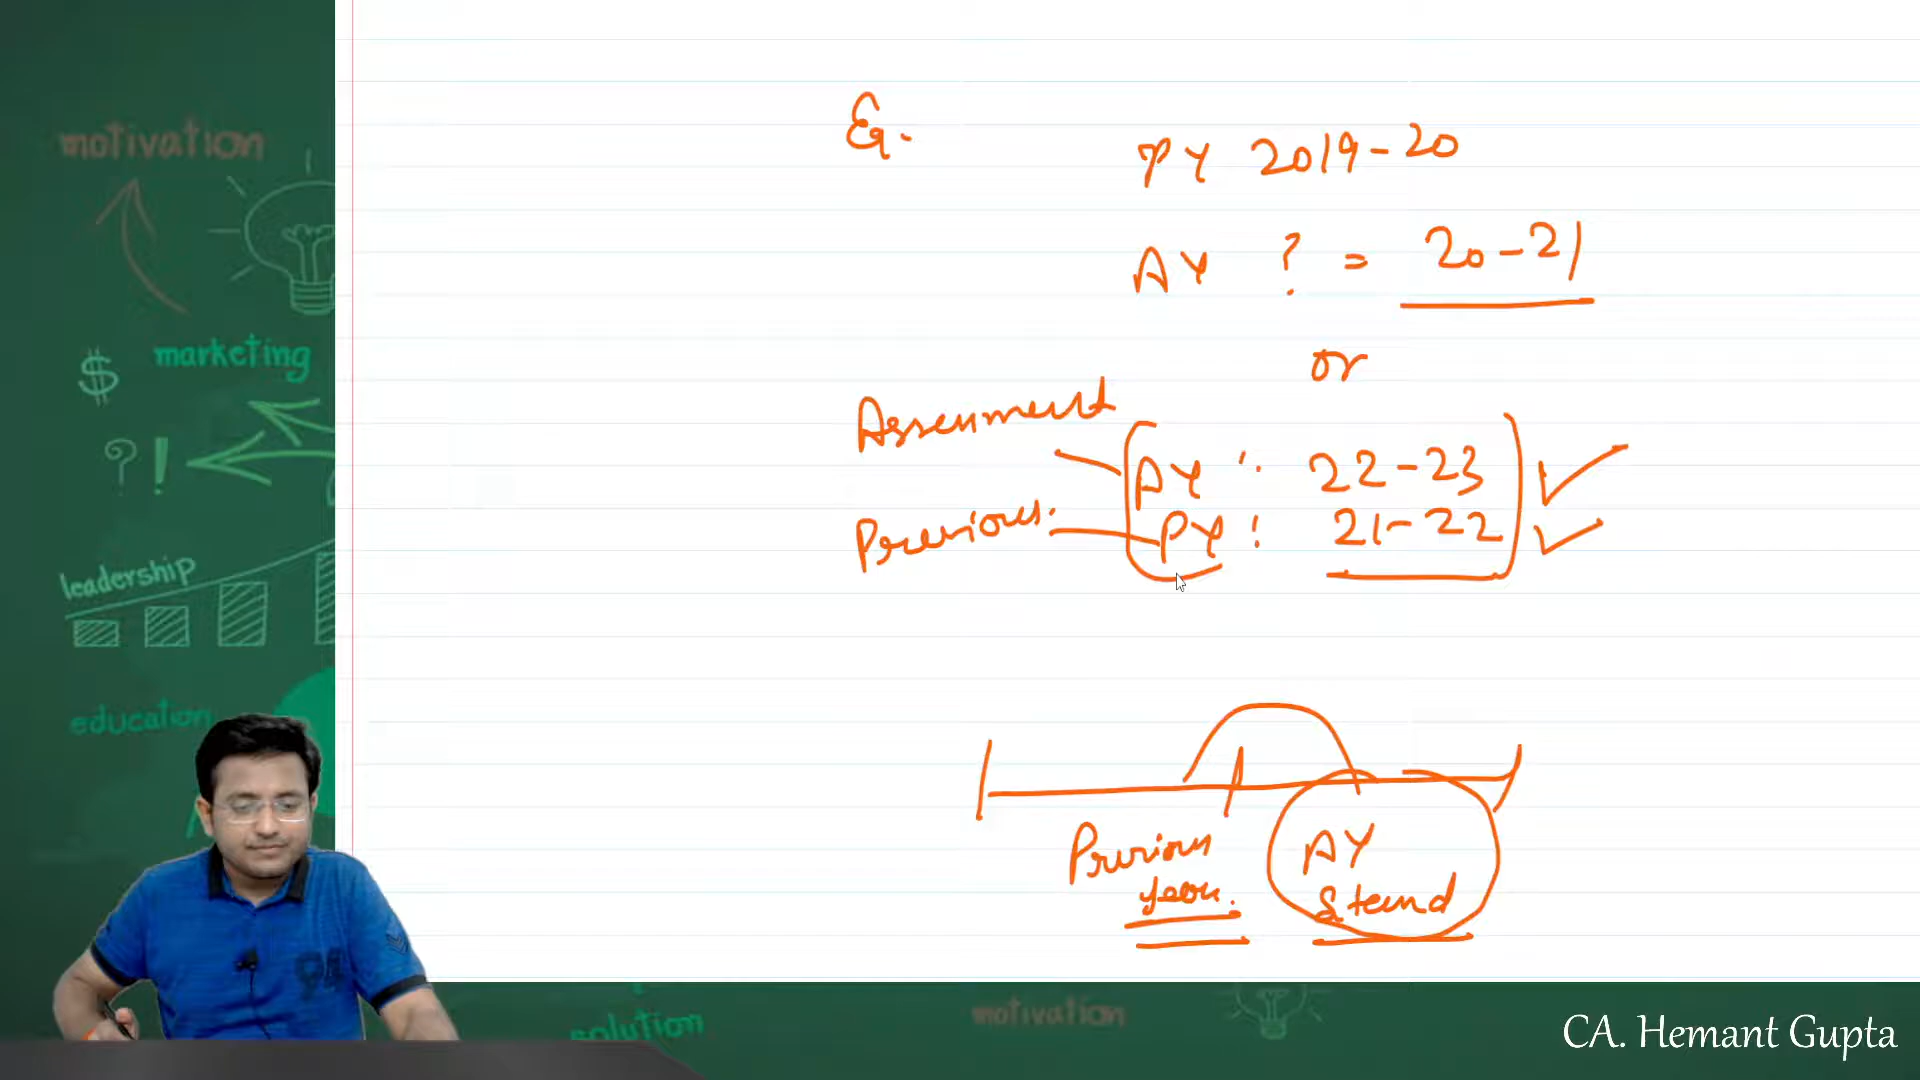 motivation
$ marketing
? !
leadership
education
Eg.
PY 2019-20
AY ? = 20-21
or
Assessment
AY : 22-23
Previous.
PY : 21-22
Previous
year.
AY
Stand
solution
motivation
CA. Hemant Gupta